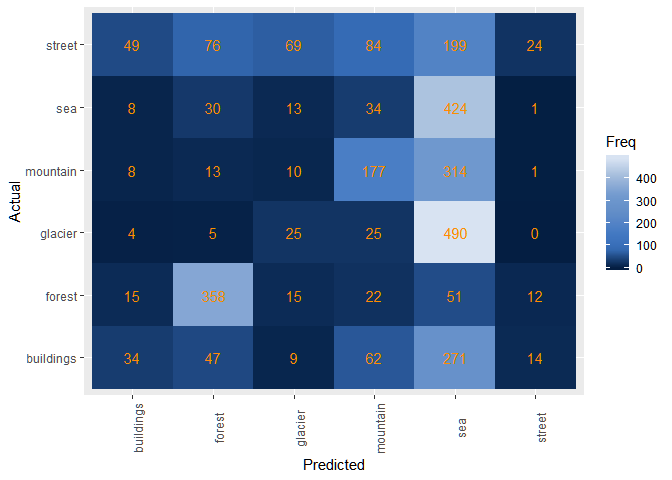 street 49 76 69 84 199 24
sea 8 30 13 34 424 1
mountain 8 13 10 177 314 1
glacier 4 5 25 25 490 0
forest 15 358 15 22 51 12
buildings 34 47 9 62 271 14
buildings forest glacier mountain sea street
Predicted
Actual
Freq
400
300
200
100
0